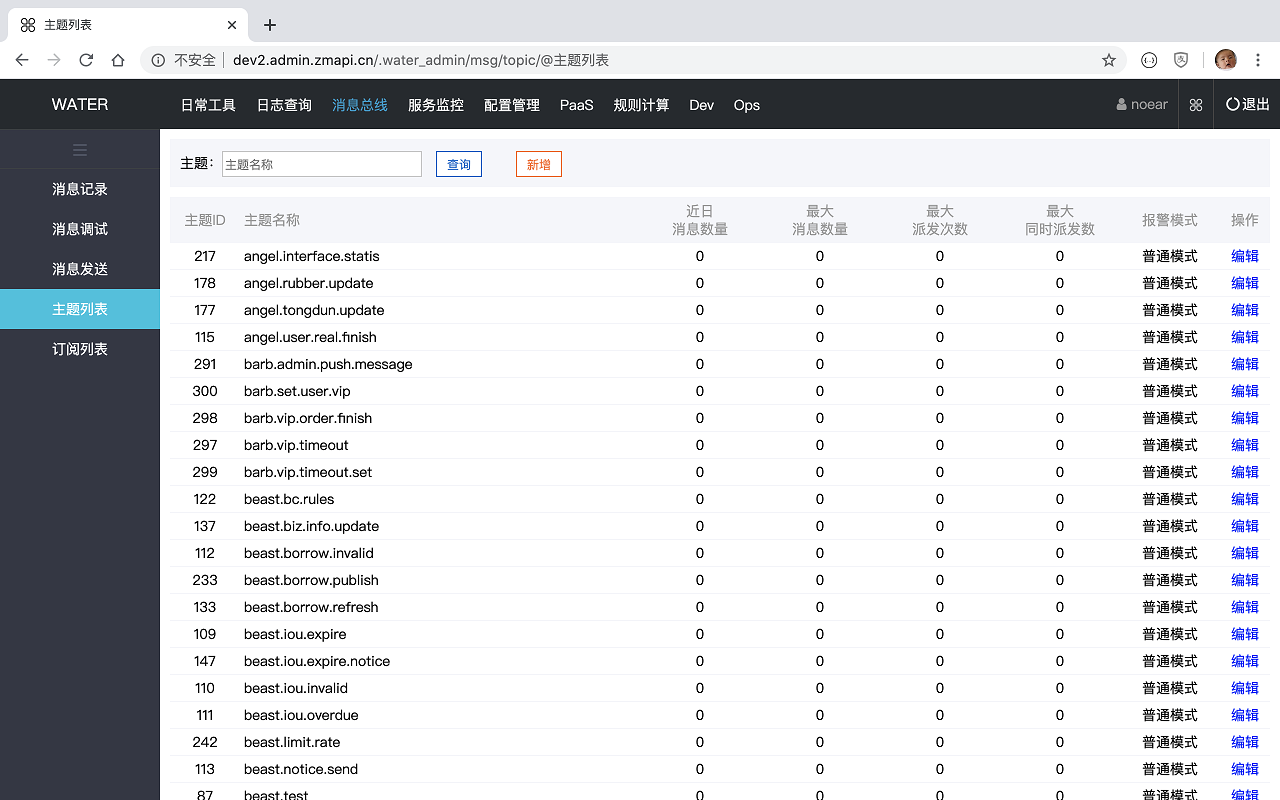 主题列表
不安全 dev2.admin.zmapi.cn/.water_admin/msg/topic/@主题列表
WATER 日常工具 日志查询 消息总线 服务监控 配置管理 PaaS 规则计算 Dev Ops noear 退出
消息记录
消息调试
消息发送
主题列表
订阅列表
主题： 主题名称 查询 新增
主题ID 主题名称 近日消息数量 最大消息数量 最大派发次数 最大同时派发数 报警模式 操作
217 angel.interface.statis 0 0 0 0 普通模式 编辑
178 angel.rubber.update 0 0 0 0 普通模式 编辑
177 angel.tongdun.update 0 0 0 0 普通模式 编辑
115 angel.user.real.finish 0 0 0 0 普通模式 编辑
291 barb.admin.push.message 0 0 0 0 普通模式 编辑
300 barb.set.user.vip 0 0 0 0 普通模式 编辑
298 barb.vip.order.finish 0 0 0 0 普通模式 编辑
297 barb.vip.timeout 0 0 0 0 普通模式 编辑
299 barb.vip.timeout.set 0 0 0 0 普通模式 编辑
122 beast.bc.rules 0 0 0 0 普通模式 编辑
137 beast.biz.info.update 0 0 0 0 普通模式 编辑
112 beast.borrow.invalid 0 0 0 0 普通模式 编辑
233 beast.borrow.publish 0 0 0 0 普通模式 编辑
133 beast.borrow.refresh 0 0 0 0 普通模式 编辑
109 beast.iou.expire 0 0 0 0 普通模式 编辑
147 beast.iou.expire.notice 0 0 0 0 普通模式 编辑
110 beast.iou.invalid 0 0 0 0 普通模式 编辑
111 beast.iou.overdue 0 0 0 0 普通模式 编辑
242 beast.limit.rate 0 0 0 0 普通模式 编辑
113 beast.notice.send 0 0 0 0 普通模式 编辑
87 beast.test 0 0 0 0 普通模式 编辑